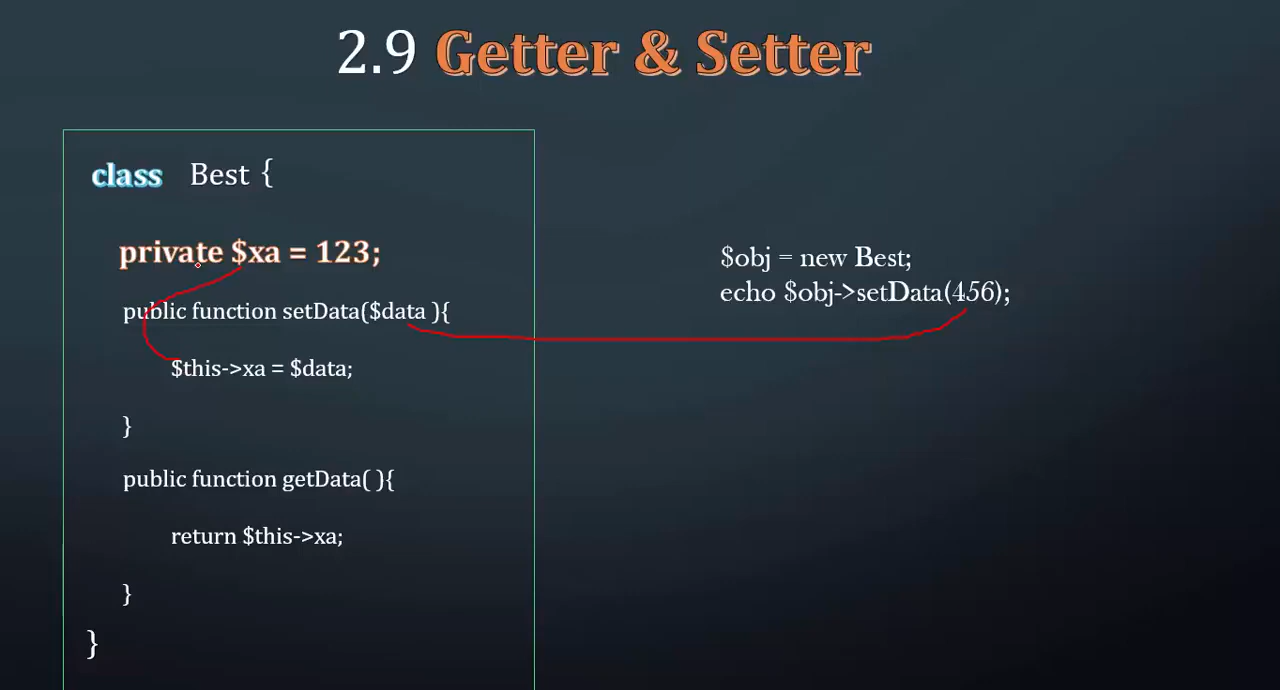 2.9 Getter & Setter
class Best {
private $xa = 123;
public function setData($data ){
$this->xa = $data;
}
public function getData( ){
return $this->xa;
}
}
$obj = new Best;
echo $obj->setData(456);